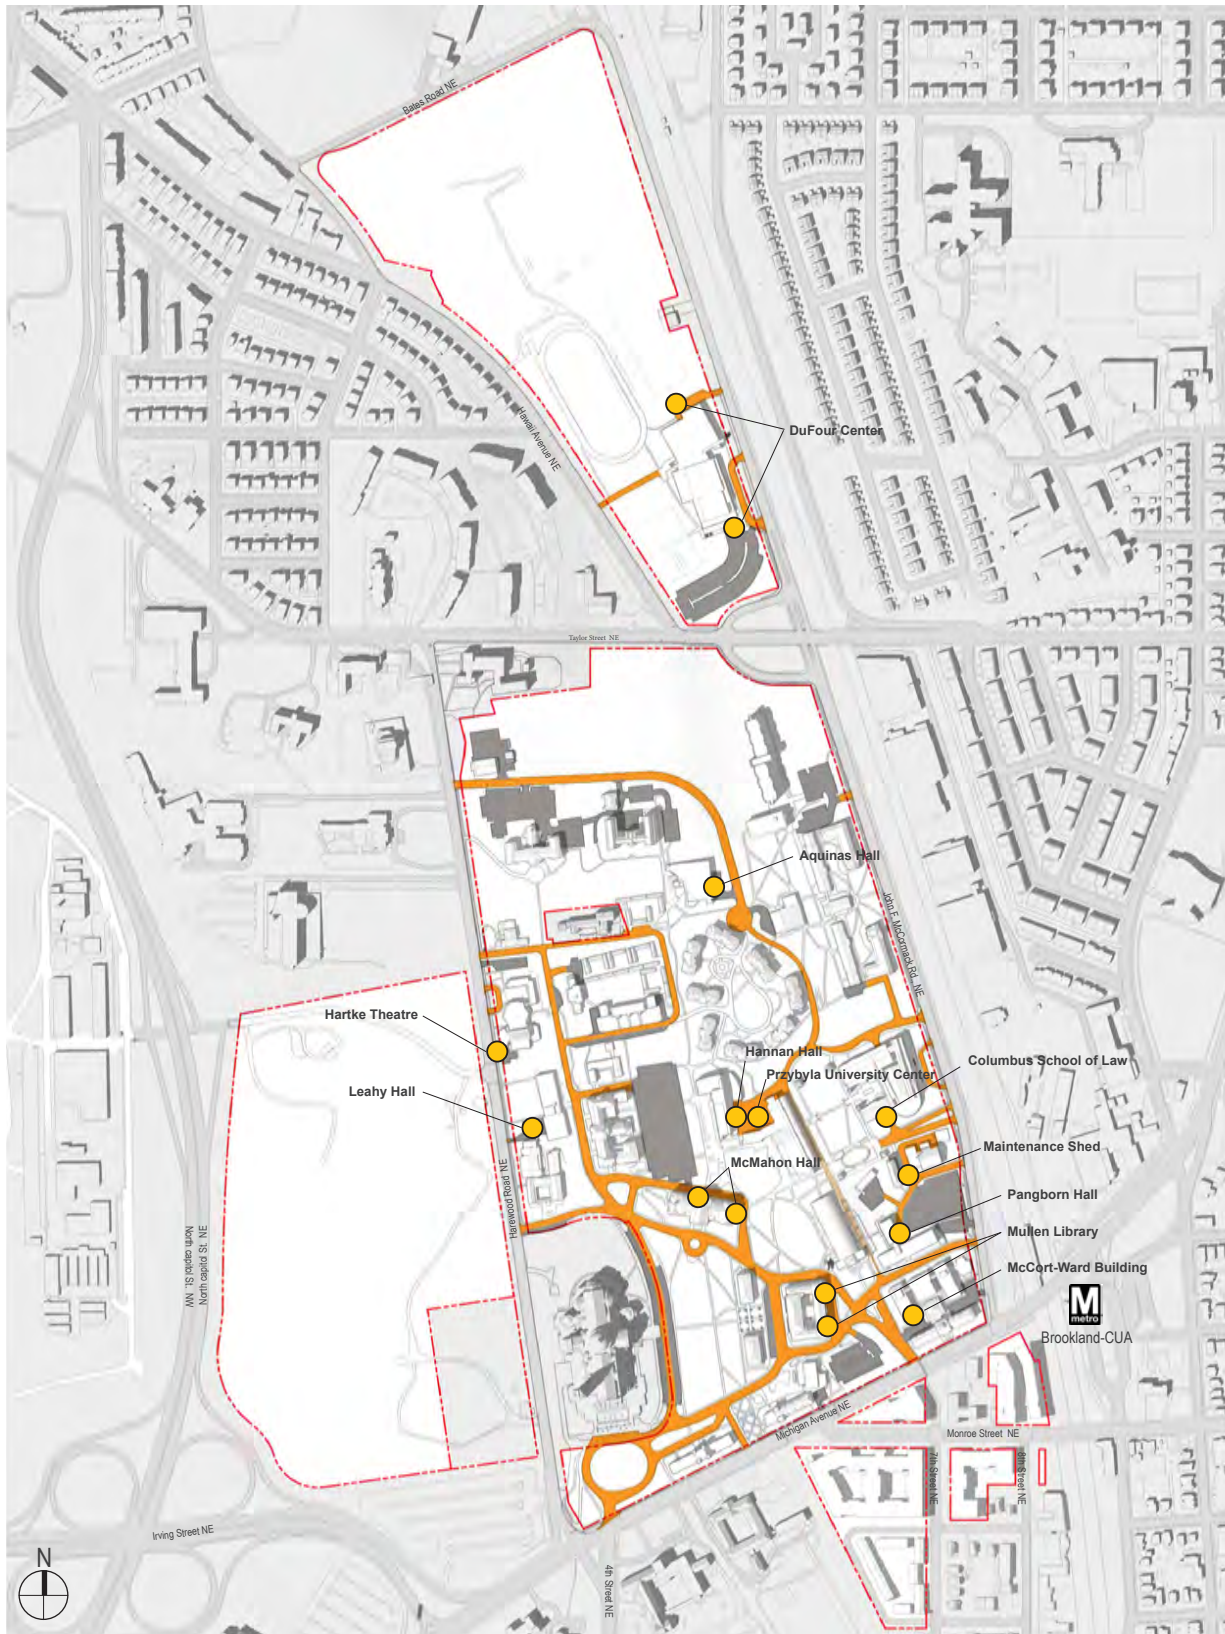 Bates Road NE
Hawaii Avenue NE
DuFour Center
Taylor Street NE
Aquinas Hall
John F. McCormack Rd. NE
Hartke Theatre
Hannan Hall
Columbus School of Law
Przybyla University Center
Leahy Hall
Maintenance Shed
McMahon Hall
Harewood Road NE
Pangborn Hall
North capitol St. NW
North capitol St. NE
Mullen Library
McCort-Ward Building
M
metro
Brookland-CUA
Michigan Avenue NE
Monroe Street NE
7th Street NE
8th Street NE
Irving Street NE
N
4th Street NE